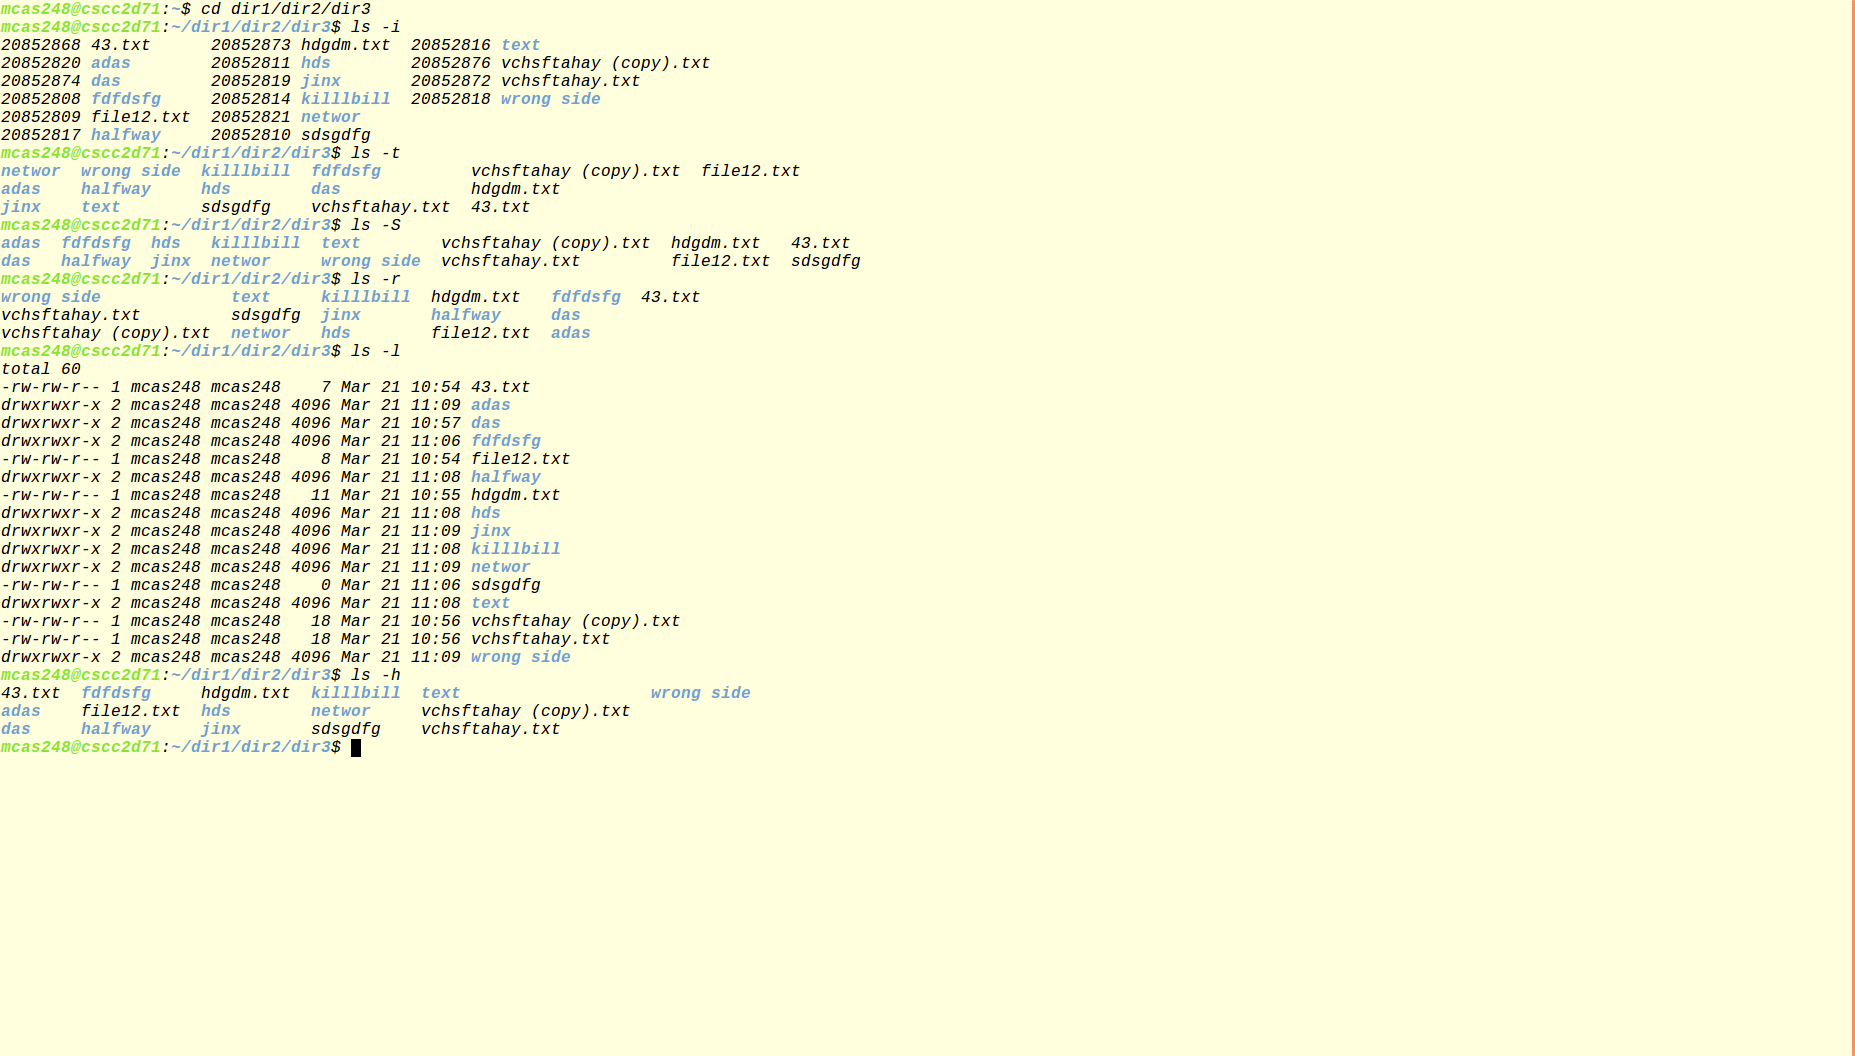 mcas248@cscc2d71:~$ cd dir1/dir2/dir3
mcas248@cscc2d71:~/dir1/dir2/dir3$ ls -i
20852868 43.txt      20852873 hdgdm.txt  20852816 text
20852820 adas        20852811 hds        20852876 vchsftahay (copy).txt
20852874 das         20852819 jinx       20852872 vchsftahay.txt
20852808 fdfdsfg     20852814 killlbill  20852818 wrong side
20852809 file12.txt  20852821 networ
20852817 halfway     20852810 sdsgdfg
mcas248@cscc2d71:~/dir1/dir2/dir3$ ls -t
networ  wrong side  killlbill  fdfdsfg         vchsftahay (copy).txt  file12.txt
adas    halfway     hds        das             hdgdm.txt
jinx    text        sdsgdfg    vchsftahay.txt  43.txt
mcas248@cscc2d71:~/dir1/dir2/dir3$ ls -S
adas  fdfdsfg  hds   killlbill  text        vchsftahay (copy).txt  hdgdm.txt   43.txt
das   halfway  jinx  networ     wrong side  vchsftahay.txt         file12.txt  sdsgdfg
mcas248@cscc2d71:~/dir1/dir2/dir3$ ls -r
wrong side             text     killlbill  hdgdm.txt   fdfdsfg  43.txt
vchsftahay.txt         sdsgdfg  jinx       halfway     das
vchsftahay (copy).txt  networ   hds        file12.txt  adas
mcas248@cscc2d71:~/dir1/dir2/dir3$ ls -l
total 60
-rw-rw-r-- 1 mcas248 mcas248    7 Mar 21 10:54 43.txt
drwxrwxr-x 2 mcas248 mcas248 4096 Mar 21 11:09 adas
drwxrwxr-x 2 mcas248 mcas248 4096 Mar 21 10:57 das
drwxrwxr-x 2 mcas248 mcas248 4096 Mar 21 11:06 fdfdsfg
-rw-rw-r-- 1 mcas248 mcas248    8 Mar 21 10:54 file12.txt
drwxrwxr-x 2 mcas248 mcas248 4096 Mar 21 11:08 halfway
-rw-rw-r-- 1 mcas248 mcas248   11 Mar 21 10:55 hdgdm.txt
drwxrwxr-x 2 mcas248 mcas248 4096 Mar 21 11:08 hds
drwxrwxr-x 2 mcas248 mcas248 4096 Mar 21 11:09 jinx
drwxrwxr-x 2 mcas248 mcas248 4096 Mar 21 11:08 killlbill
drwxrwxr-x 2 mcas248 mcas248 4096 Mar 21 11:09 networ
-rw-rw-r-- 1 mcas248 mcas248    0 Mar 21 11:06 sdsgdfg
drwxrwxr-x 2 mcas248 mcas248 4096 Mar 21 11:08 text
-rw-rw-r-- 1 mcas248 mcas248   18 Mar 21 10:56 vchsftahay (copy).txt
-rw-rw-r-- 1 mcas248 mcas248   18 Mar 21 10:56 vchsftahay.txt
drwxrwxr-x 2 mcas248 mcas248 4096 Mar 21 11:09 wrong side
mcas248@cscc2d71:~/dir1/dir2/dir3$ ls -h
43.txt  fdfdsfg     hdgdm.txt  killlbill  text                   wrong side
adas    file12.txt  hds        networ     vchsftahay (copy).txt
das     halfway     jinx       sdsgdfg    vchsftahay.txt
mcas248@cscc2d71:~/dir1/dir2/dir3$